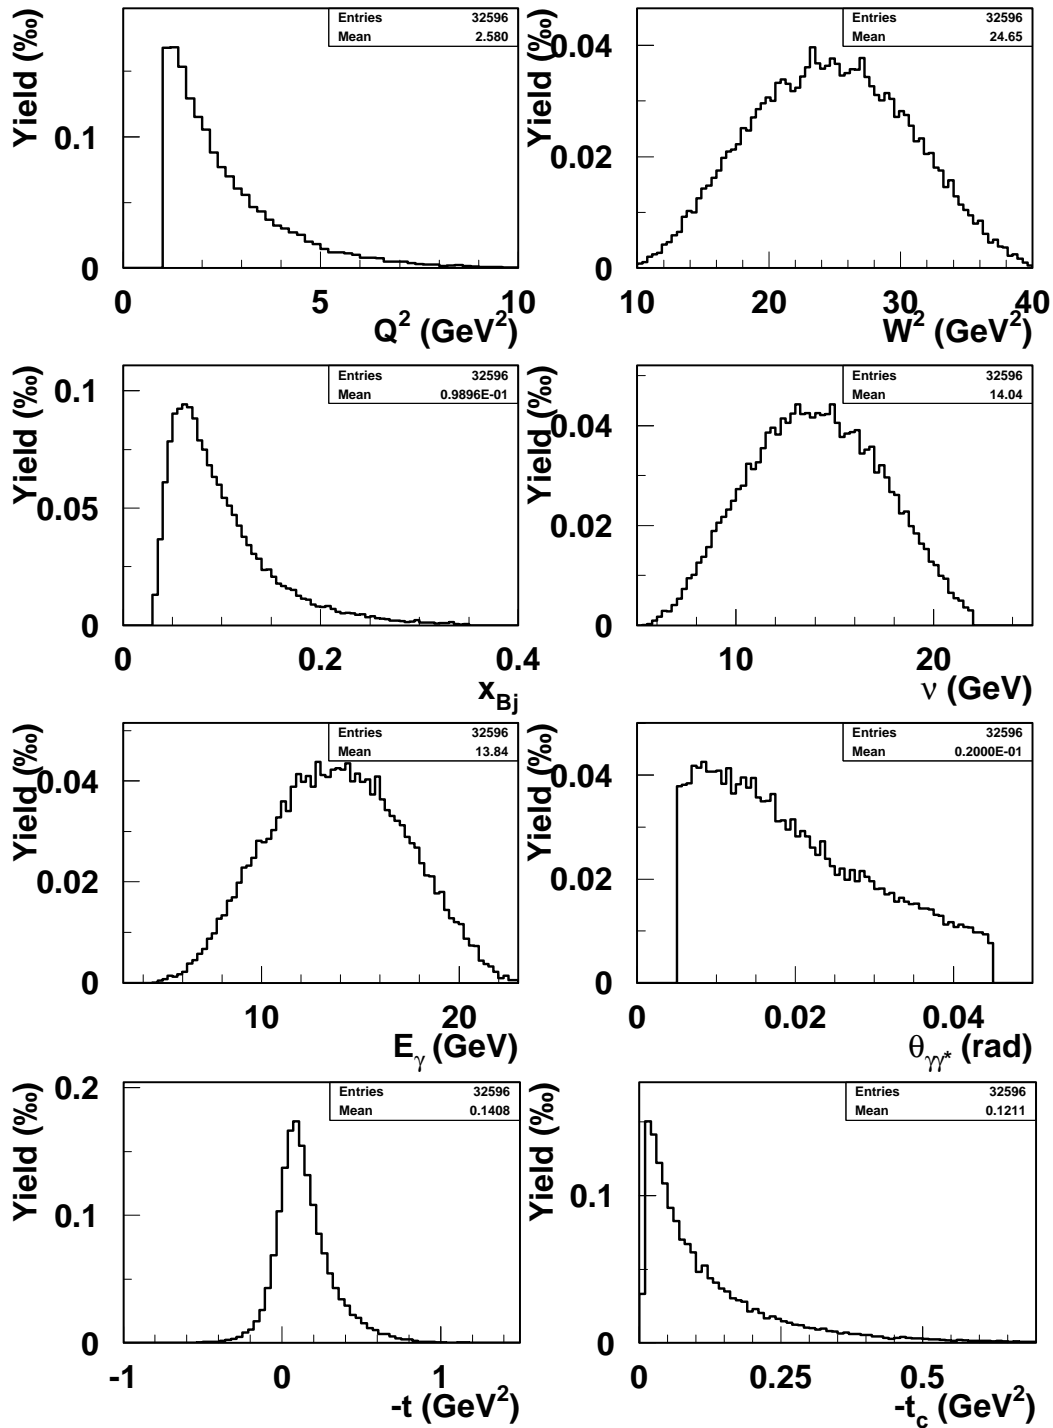 Yield (‰)
Entries 32596
Mean 2.580
0.1
0
0 5 10
Q² (GeV²)
Yield (‰)
Entries 32596
Mean 24.65
0.04
0.02
0
10 20 30 40
W² (GeV²)
Yield (‰)
Entries 32596
Mean 0.9896E-01
0.1
0.05
0
0 0.2 0.4
x_Bj
Yield (‰)
Entries 32596
Mean 14.04
0.04
0.02
0
10 20
ν (GeV)
Yield (‰)
Entries 32596
Mean 13.84
0.04
0.02
0
10 20
E_γ (GeV)
Yield (‰)
Entries 32596
Mean 0.2000E-01
0.04
0.02
0
0 0.02 0.04
θ_γγ* (rad)
Yield (‰)
Entries 32596
Mean 0.1408
0.2
0.1
0
-1 0 1
-t (GeV²)
Yield (‰)
Entries 32596
Mean 0.1211
0.1
0
0 0.25 0.5
-t_c (GeV²)